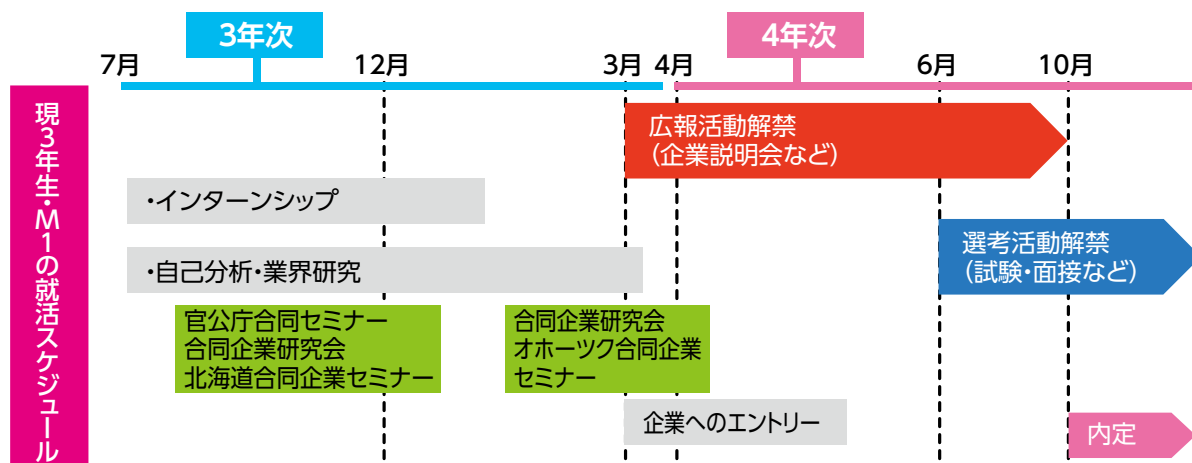 3年次
4年次
7月
12月
3月
4月
6月
10月
現3年生・M1の就活スケジュール
広報活動解禁
（企業説明会など）
・インターンシップ
選考活動解禁
（試験・面接など）
・自己分析・業界研究
官公庁合同セミナー
合同企業研究会
北海道合同企業セミナー
合同企業研究会
オホーツク合同企業
セミナー
企業へのエントリー
内定